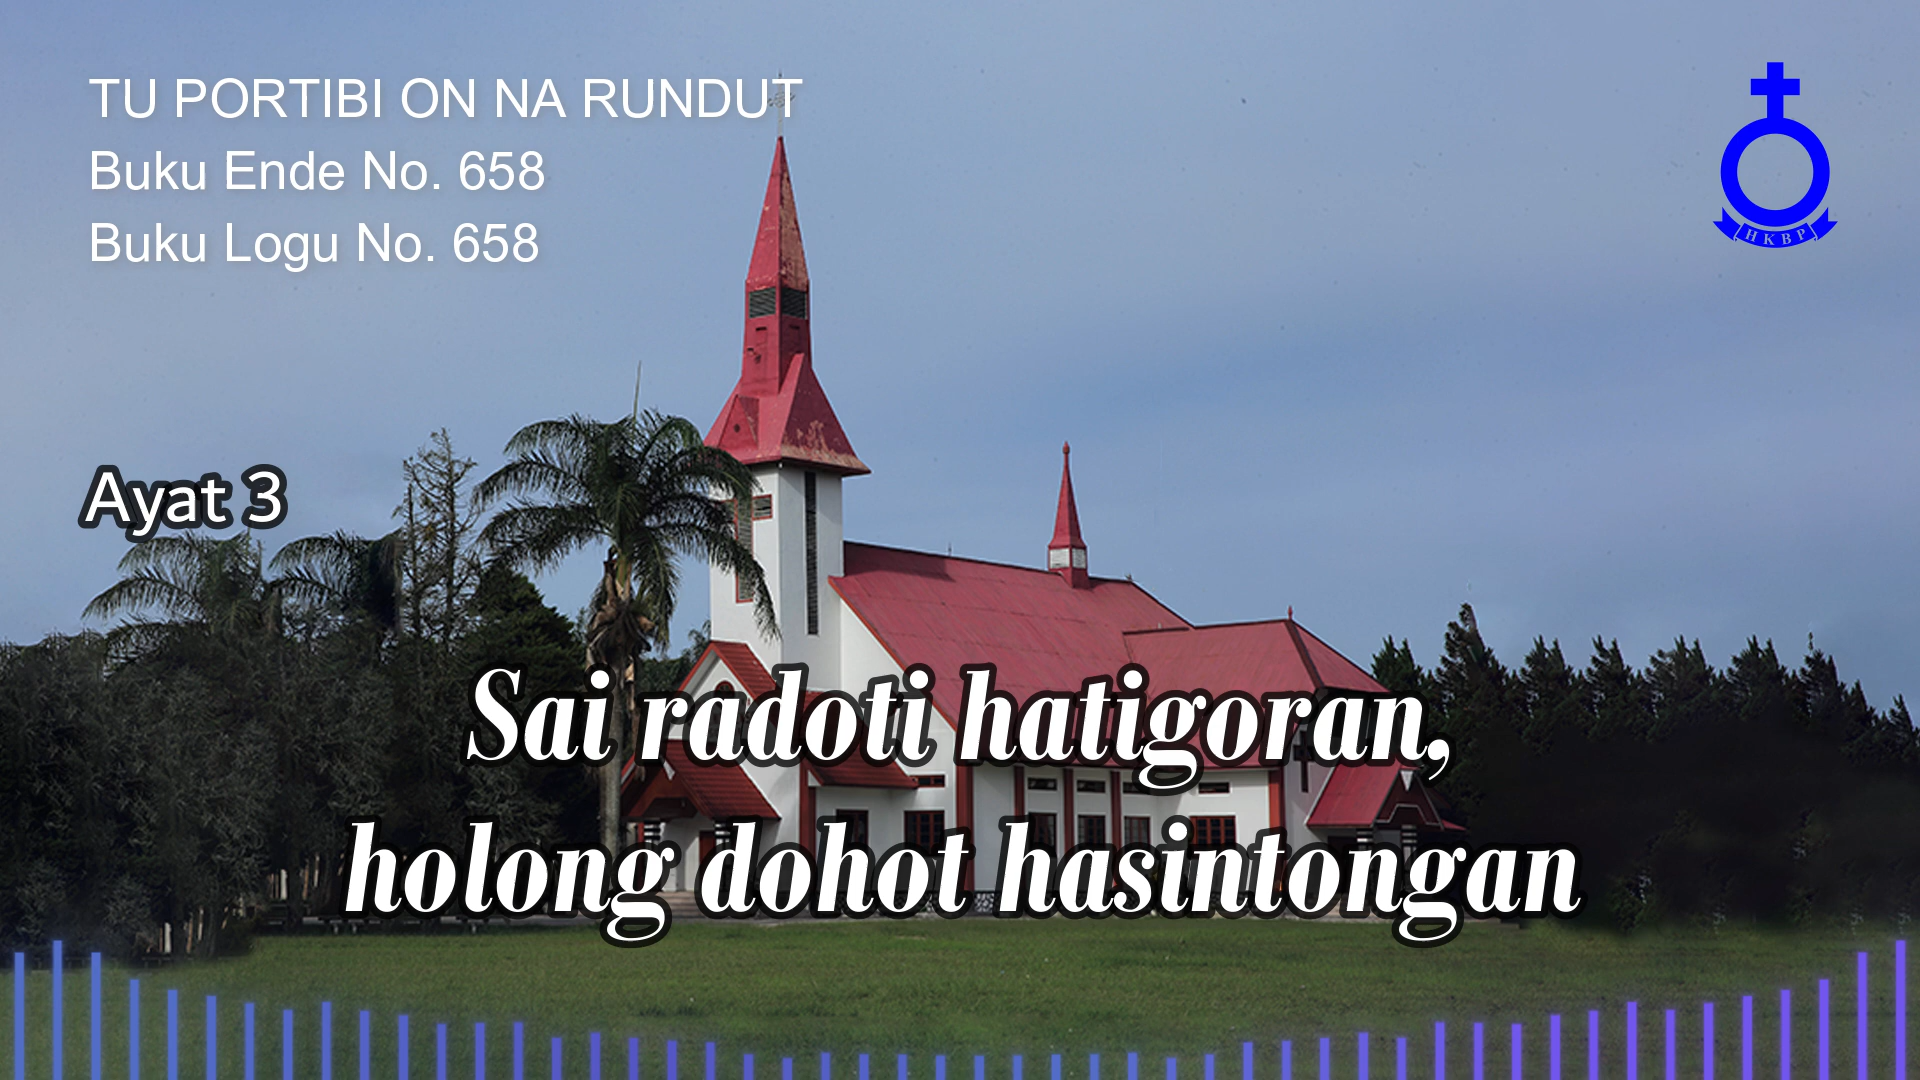 TU PORTIBI ON NA RUNDUT
Buku Ende No. 658
Buku Logu No. 658
HKBP
Ayat 3
Sai radoti hatigoran,
holong dohot hasintongan